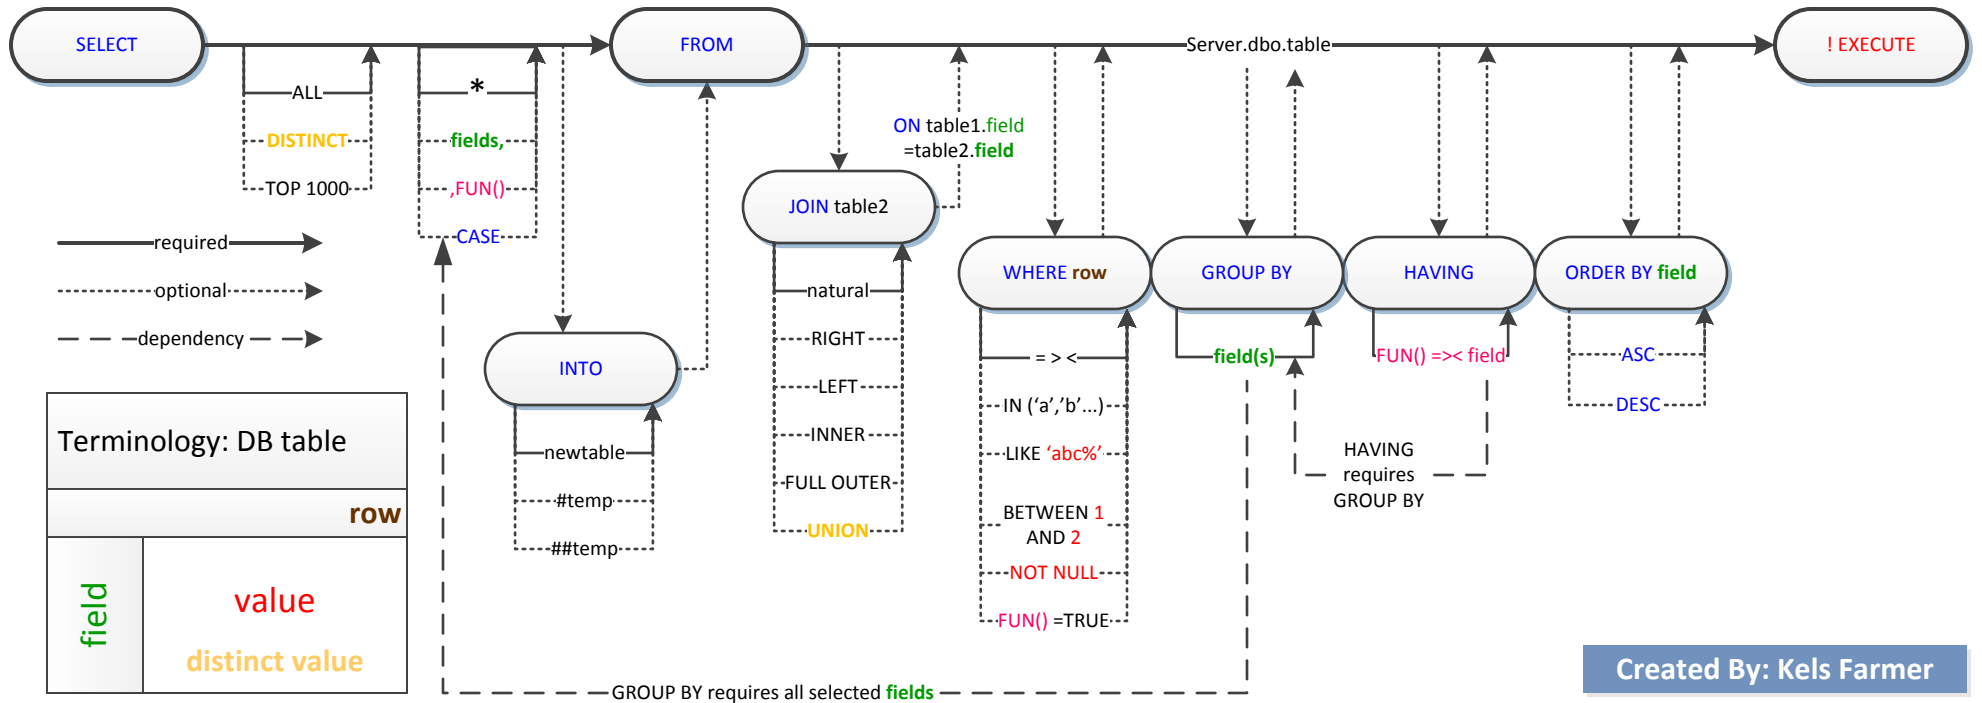 SELECT
FROM
Server.dbo.table
! EXECUTE
ALL
DISTINCT
TOP 1000
*
fields,
,FUN()
CASE
ON table1.field
=table2.field
JOIN table2
natural
RIGHT
LEFT
INNER
FULL OUTER
UNION
required
optional
dependency
INTO
newtable
#temp
##temp
WHERE row
= > <
IN (‘a’,’b’...)
LIKE ‘abc%’
BETWEEN 1
AND 2
NOT NULL
FUN() =TRUE
GROUP BY
field(s)
HAVING
FUN() =>< field
HAVING
requires
GROUP BY
ORDER BY field
ASC
DESC
Terminology: DB table
row
field
value
distinct value
GROUP BY requires all selected fields
Created By: Kels Farmer